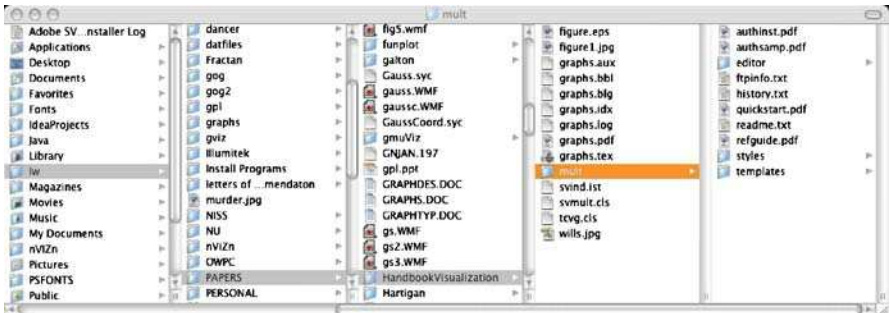 mult
Adobe SV...nstaller Log
Applications
Desktop
Documents
Favorites
Fonts
IdeaProjects
Java
Library
lw
Magazines
Movies
Music
My Documents
nViZn
Pictures
PSFONTS
Public
dancer
datfiles
Fractan
gog
gog2
gpl
graphs
gviz
Illumitek
Install Programs
letters of ...mendaton
murder.jpg
NISS
NU
nViZn
OWPC
PAPERS
PERSONAL
fig5.wmf
funplot
galton
Gauss.syc
gauss.WMF
gaussc.WMF
GaussCoord.syc
gmuViz
GNJAN.197
gpl.ppt
GRAPHDES.DOC
GRAPHS.DOC
GRAPHTYP.DOC
gs.WMF
gs2.WMF
gs3.WMF
HandbookVisualization
Hartigan
figure.eps
figure1.jpg
graphs.aux
graphs.bbl
graphs.blg
graphs.idx
graphs.log
graphs.pdf
graphs.tex
mult
svind.ist
svmult.cls
tcvg.cls
wills.jpg
authinst.pdf
authsamp.pdf
editor
ftpinfo.txt
history.txt
quickstart.pdf
readme.txt
refguide.pdf
styles
templates